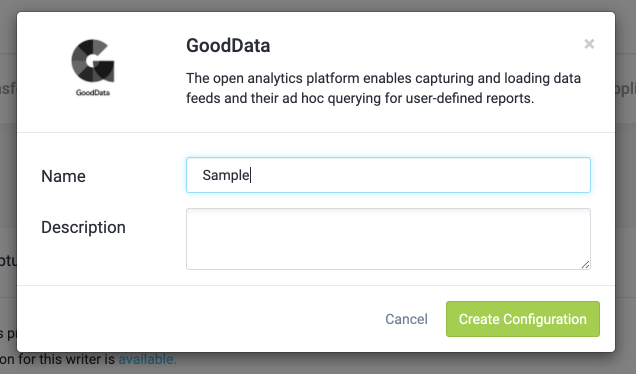 GoodData
×
GoodData
The open analytics platform enables capturing and loading data
feeds and their ad hoc querying for user-defined reports.
Name
Sample
Description
Cancel
Create Configuration
for this writer is available.